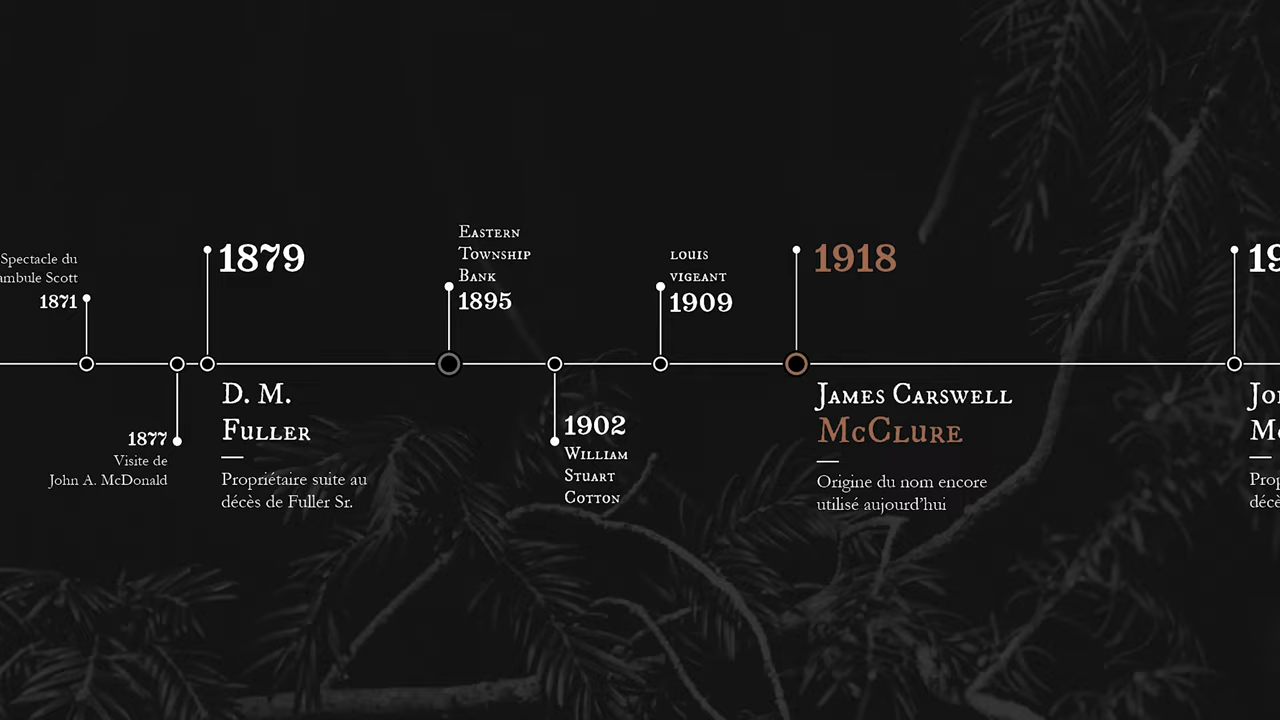 Spectacle du
Scott
1871
1877
Visite de
John A. McDonald
1879
D. M.
Fuller
Propriétaire suite au
décès de Fuller Sr.
Eastern
Township
Bank
1895
1902
William
Stuart
Cotton
louis
vigeant
1909
1918
James Carswell
McClure
Origine du nom encore
utilisé aujourd’hui